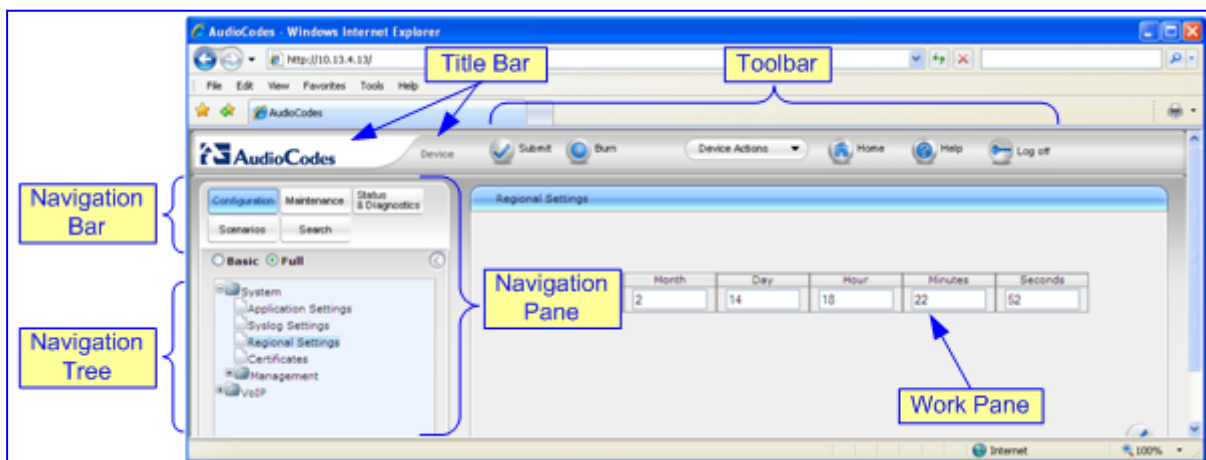 AudioCodes - Windows Internet Explorer
http://10.13.4.13/
Title Bar
Toolbar
File Edit View Favorites Tools Help
AudioCodes
AudioCodes
Device
Submit
Burn
Device Actions
Home
Help
Log off
Navigation
Bar
Configuration
Maintenance
Status
& Diagnostics
Scenarios
Search
Basic
Full
Regional Settings
Navigation
Pane
Month Day Hour Minutes Seconds
2 14 18 22 52
Navigation
Tree
System
Application Settings
Syslog Settings
Regional Settings
Certificates
Management
VoIP
Work Pane
Internet
100%